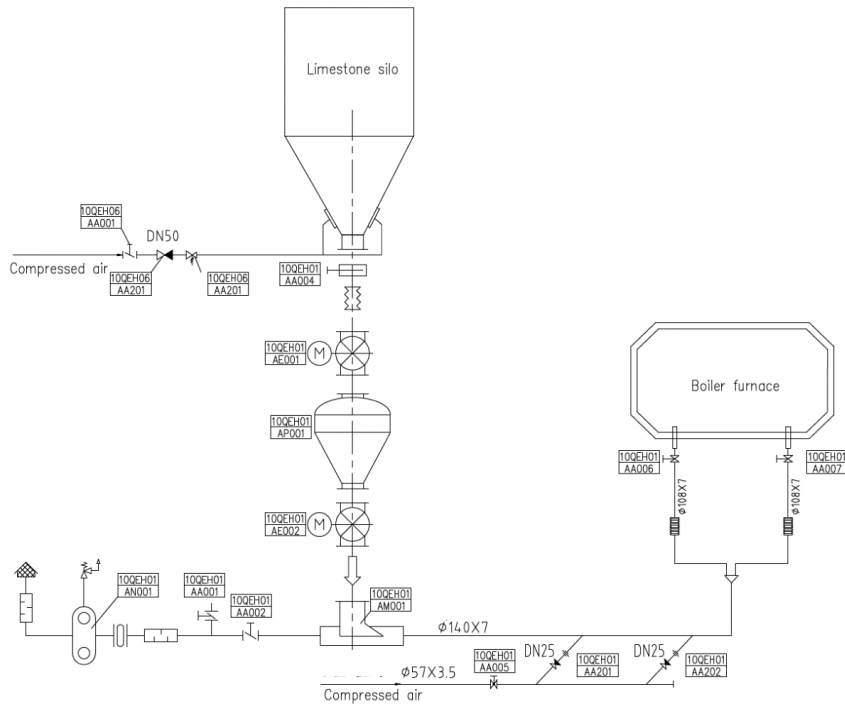 Limestone silo
10QEH06
AA001
DN50
Compressed air
10QEH06
AA201
10QEH06
AA201
10QEH01
AA004
10QEH01
AE001
M
Boiler furnace
10QEH01
AP001
10QEH01
AA006
10QEH01
AA007
Φ108X7
Φ108X7
10QEH01
AE002
M
10QEH01
AN001
10QEH01
AA001
10QEH01
AA002
10QEH01
AM001
Φ140X7
DN25
DN25
10QEH01
AA005
10QEH01
AA201
10QEH01
AA202
Φ57X3.5
Compressed air